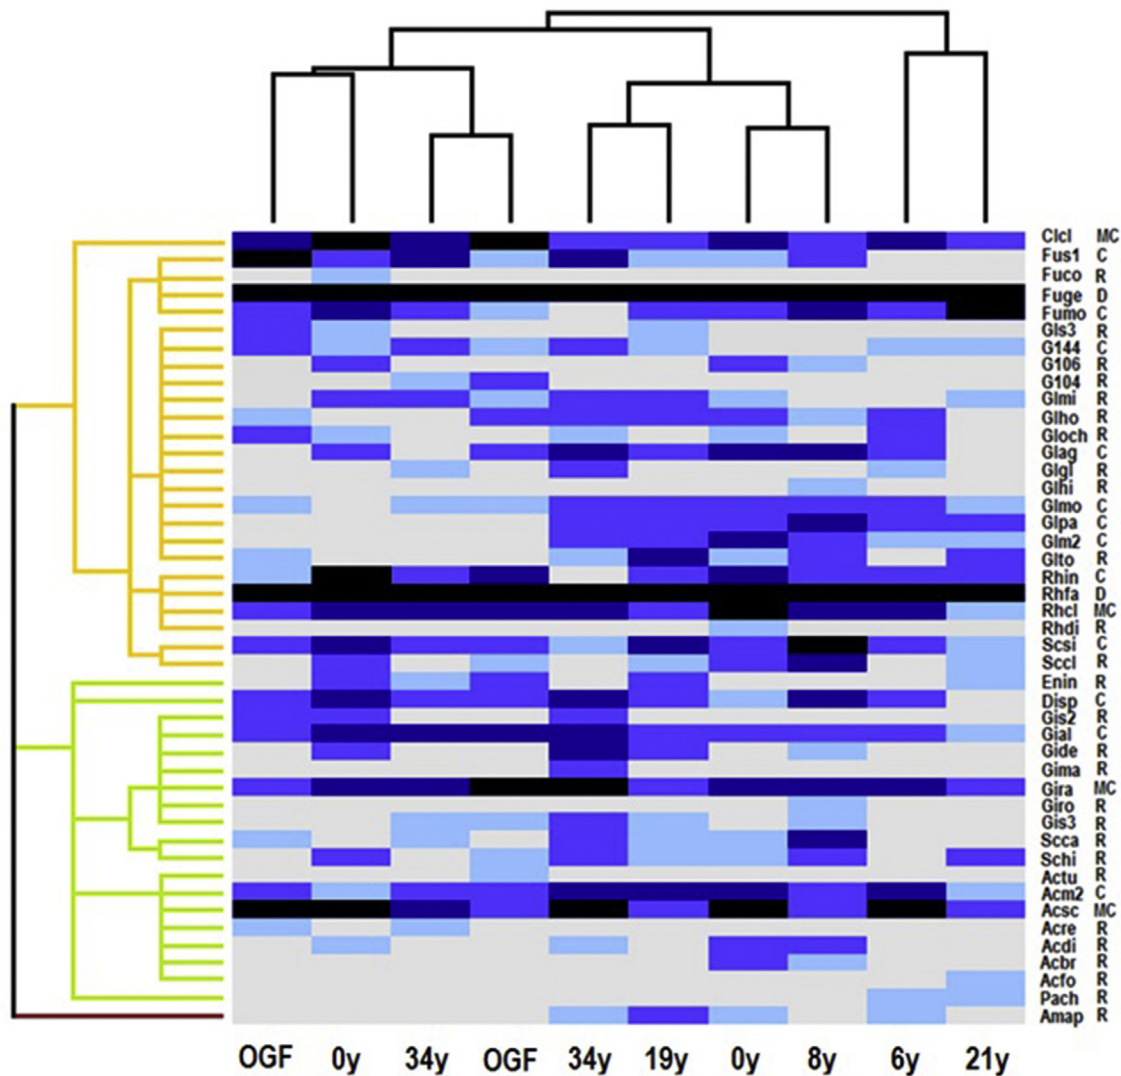 Clcl MC
Fus1 C
Fuco R
Fuge D
Fumo C
Gls3 R
G144 C
G106 R
G104 R
Glmi R
Glho R
Gloch R
Glag C
Glgl R
Glhi R
Glmo C
Glpa C
Glm2 C
Glto R
Rhin C
Rhfa D
Rhcl MC
Rhdi R
Scsi C
Sccl R
Enin R
Disp C
Gis2 R
Gial C
Gide R
Gima R
Gira MC
Giro R
Gis3 R
Scca R
Schi R
Actu R
Acm2 C
Acsc MC
Acre R
Acdi R
Acbr R
Acfo R
Pach R
Amap R
OGF 0y 34y OGF 34y 19y 0y 8y 6y 21y